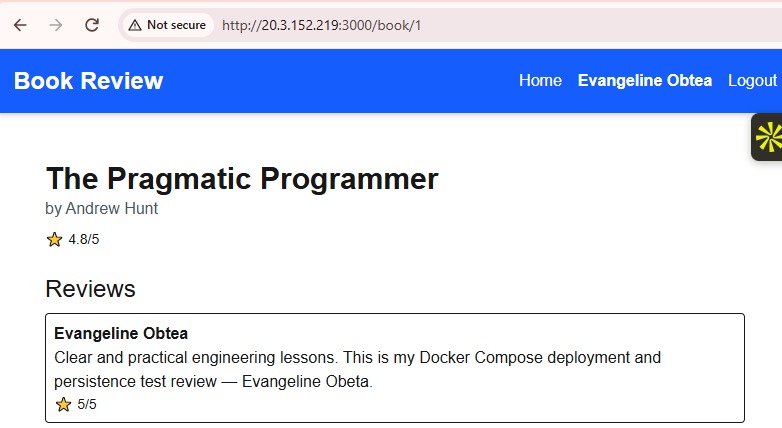 Not secure http://20.3.152.219:3000/book/1
Book Review Home Evangeline Obtea Logout
The Pragmatic Programmer
by Andrew Hunt
4.8/5
Reviews
Evangeline Obtea
Clear and practical engineering lessons. This is my Docker Compose deployment and
persistence test review — Evangeline Obeta.
5/5